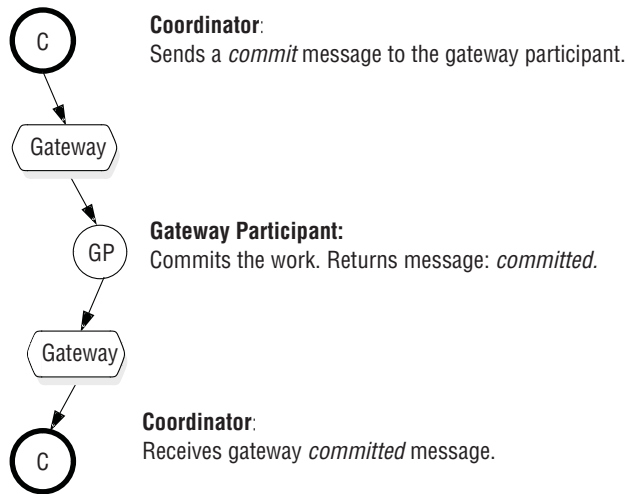 C
Coordinator:
Sends a commit message to the gateway participant.
Gateway
GP
Gateway Participant:
Commits the work. Returns message: committed.
Gateway
C
Coordinator:
Receives gateway committed message.